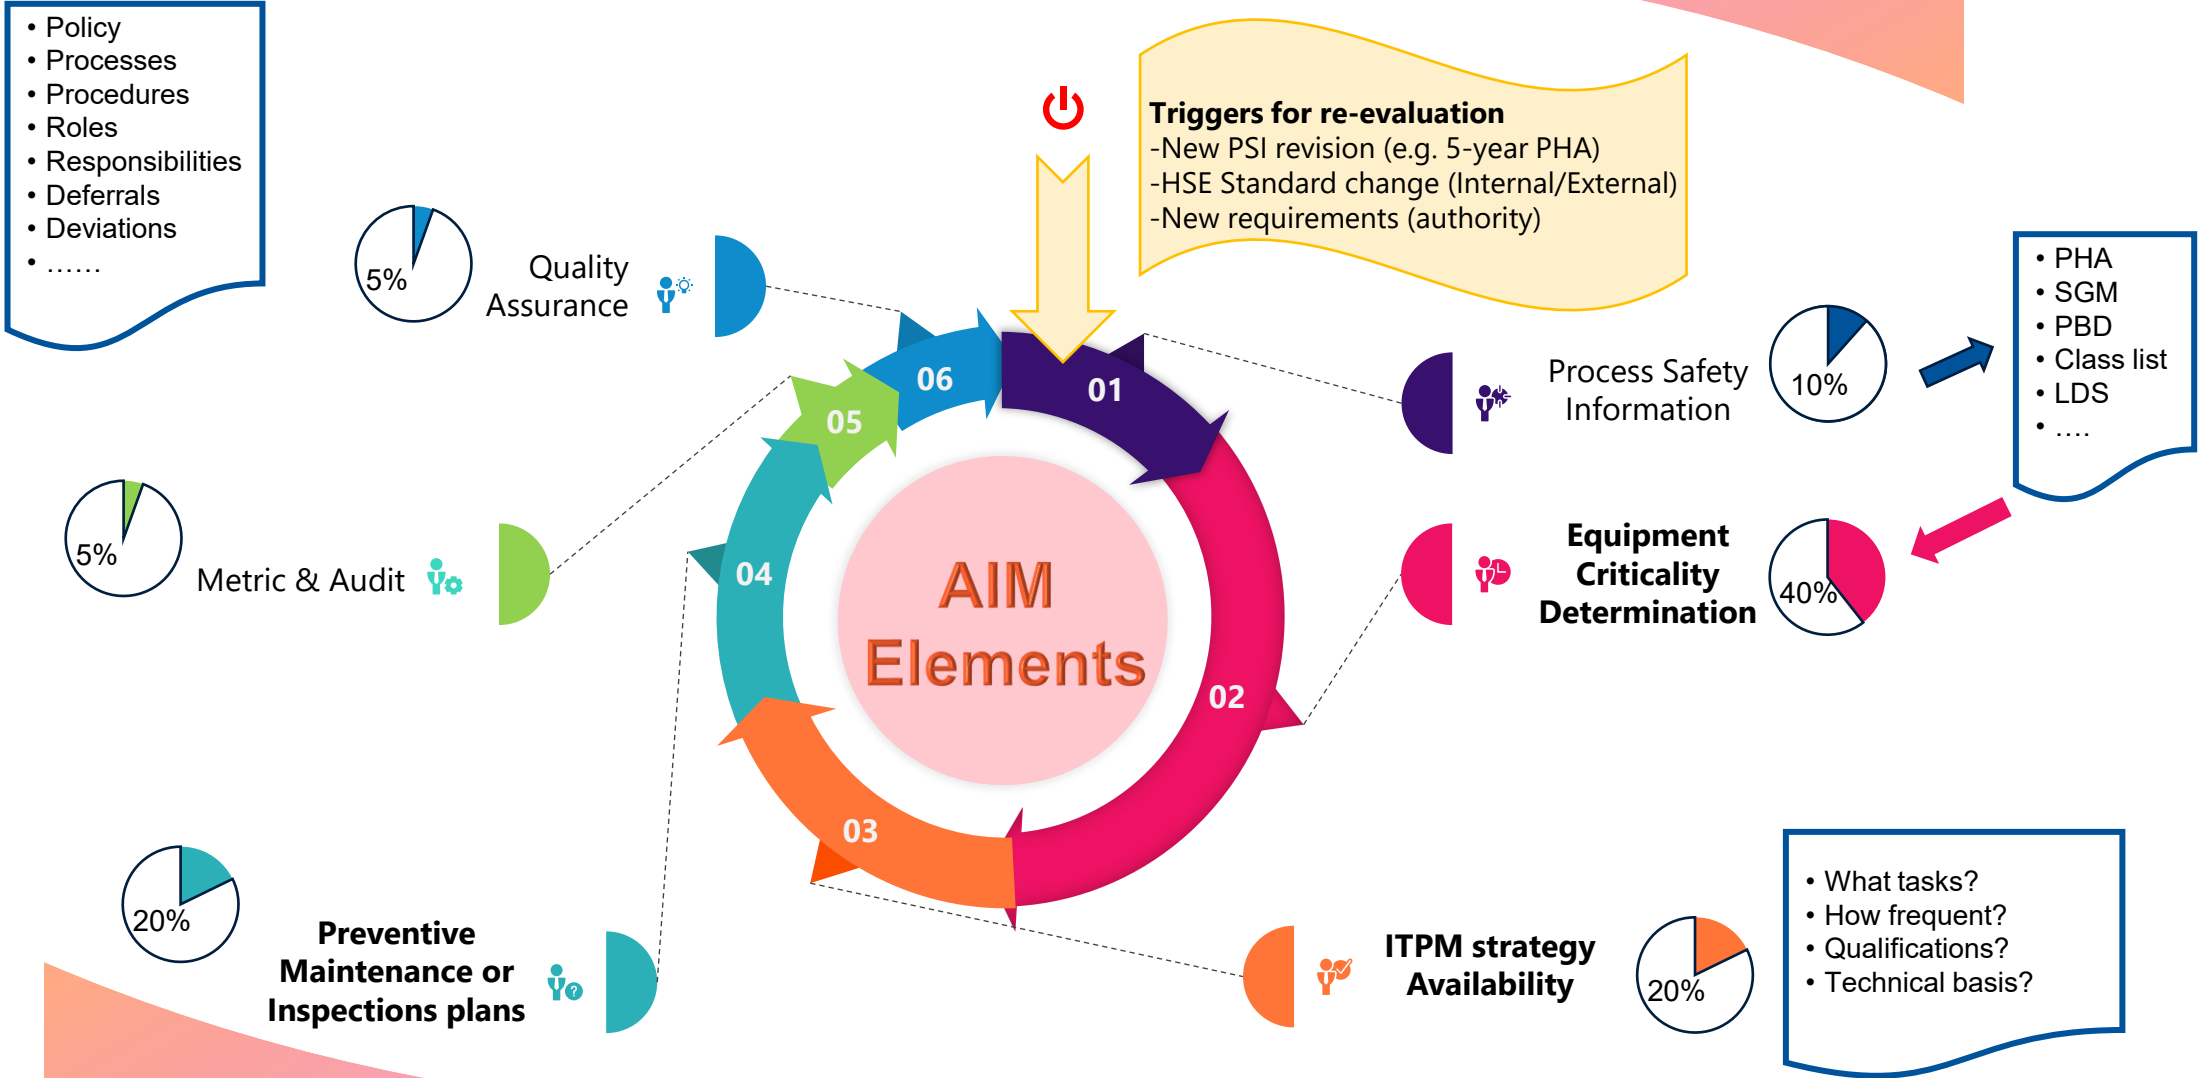 • Policy
• Processes
• Procedures
• Roles
• Responsibilities
• Deferrals
• Deviations
• ……
Triggers for re-evaluation
-New PSI revision (e.g. 5-year PHA)
-HSE Standard change (Internal/External)
-New requirements (authority)
5%
Quality
Assurance
06
01
Process Safety
Information
10%
• PHA
• SGM
• PBD
• Class list
• LDS
• ….
05
5%
Metric & Audit
04
AIM
Elements
02
03
Equipment
Criticality
Determination
40%
20%
Preventive
Maintenance or
Inspections plans
ITPM strategy
Availability
20%
• What tasks?
• How frequent?
• Qualifications?
• Technical basis?